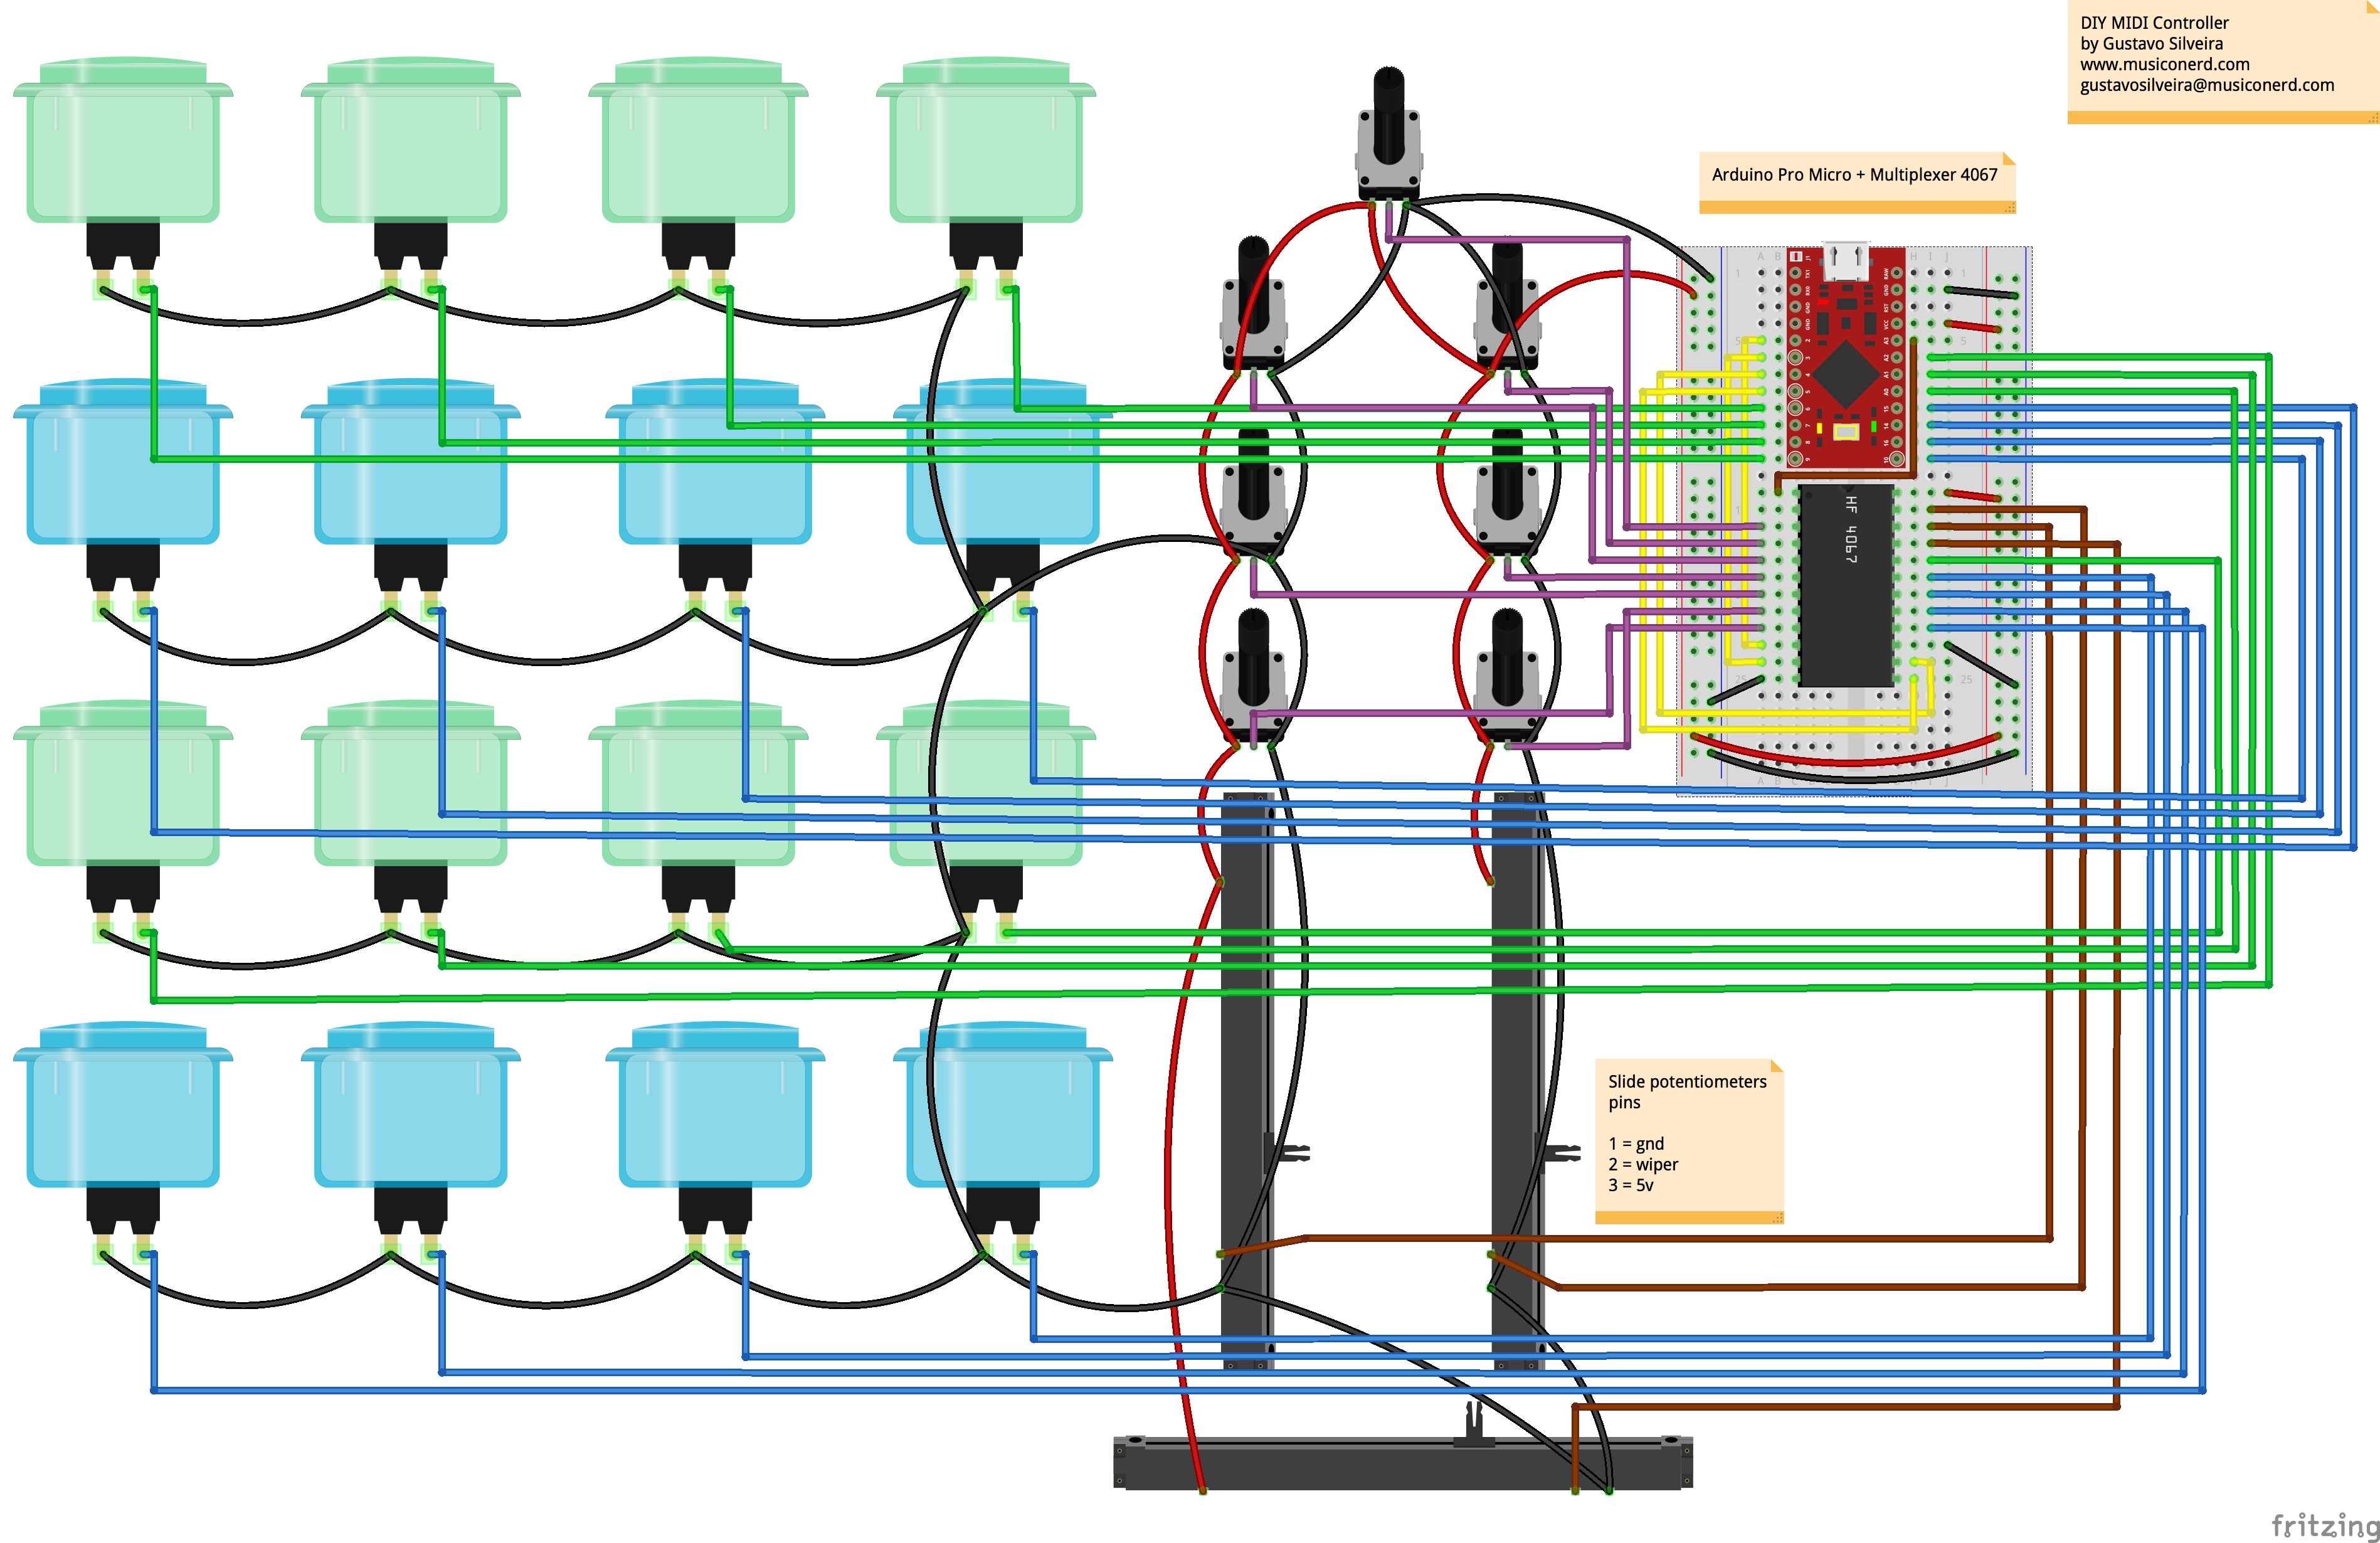 DIY MIDI Controller
by Gustavo Silveira
www.musiconerd.com
gustavosilveira@musiconerd.com
Arduino Pro Micro + Multiplexer 4067
HF 4067
Slide potentiometers
pins
1 = gnd
2 = wiper
3 = 5v
fritzing